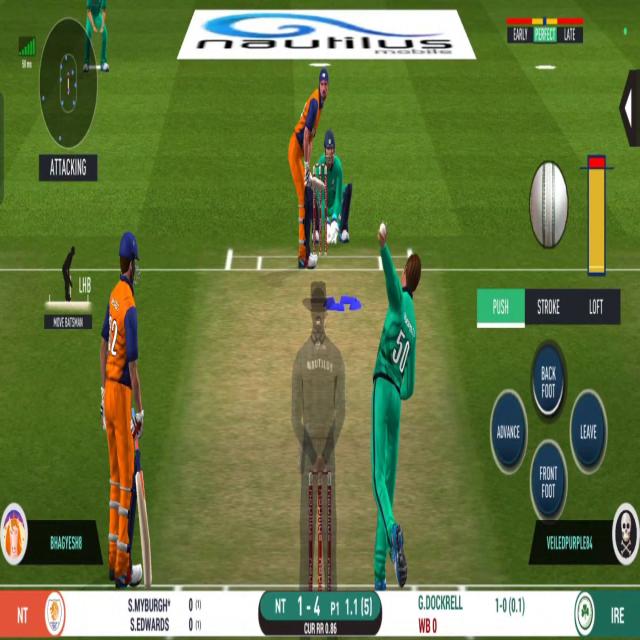 nautilus
mobile
EARLY PERFECT LATE
50 ms
ATTACKING
LHB
MOVE BATSMAN
PUSH STROKE LOFT
BACK FOOT
ADVANCE
LEAVE
FRONT FOOT
50
NAUTILUS
BHAGYESH8
VEILEDPURPLE84
NT
S.MYBURGH* 0 (1)
S.EDWARDS 0 (1)
NT 1 - 4 P1 1.1 (5)
CUR RR 0.86
G.DOCKRELL 1-0 (0.1)
WB 0
IRE